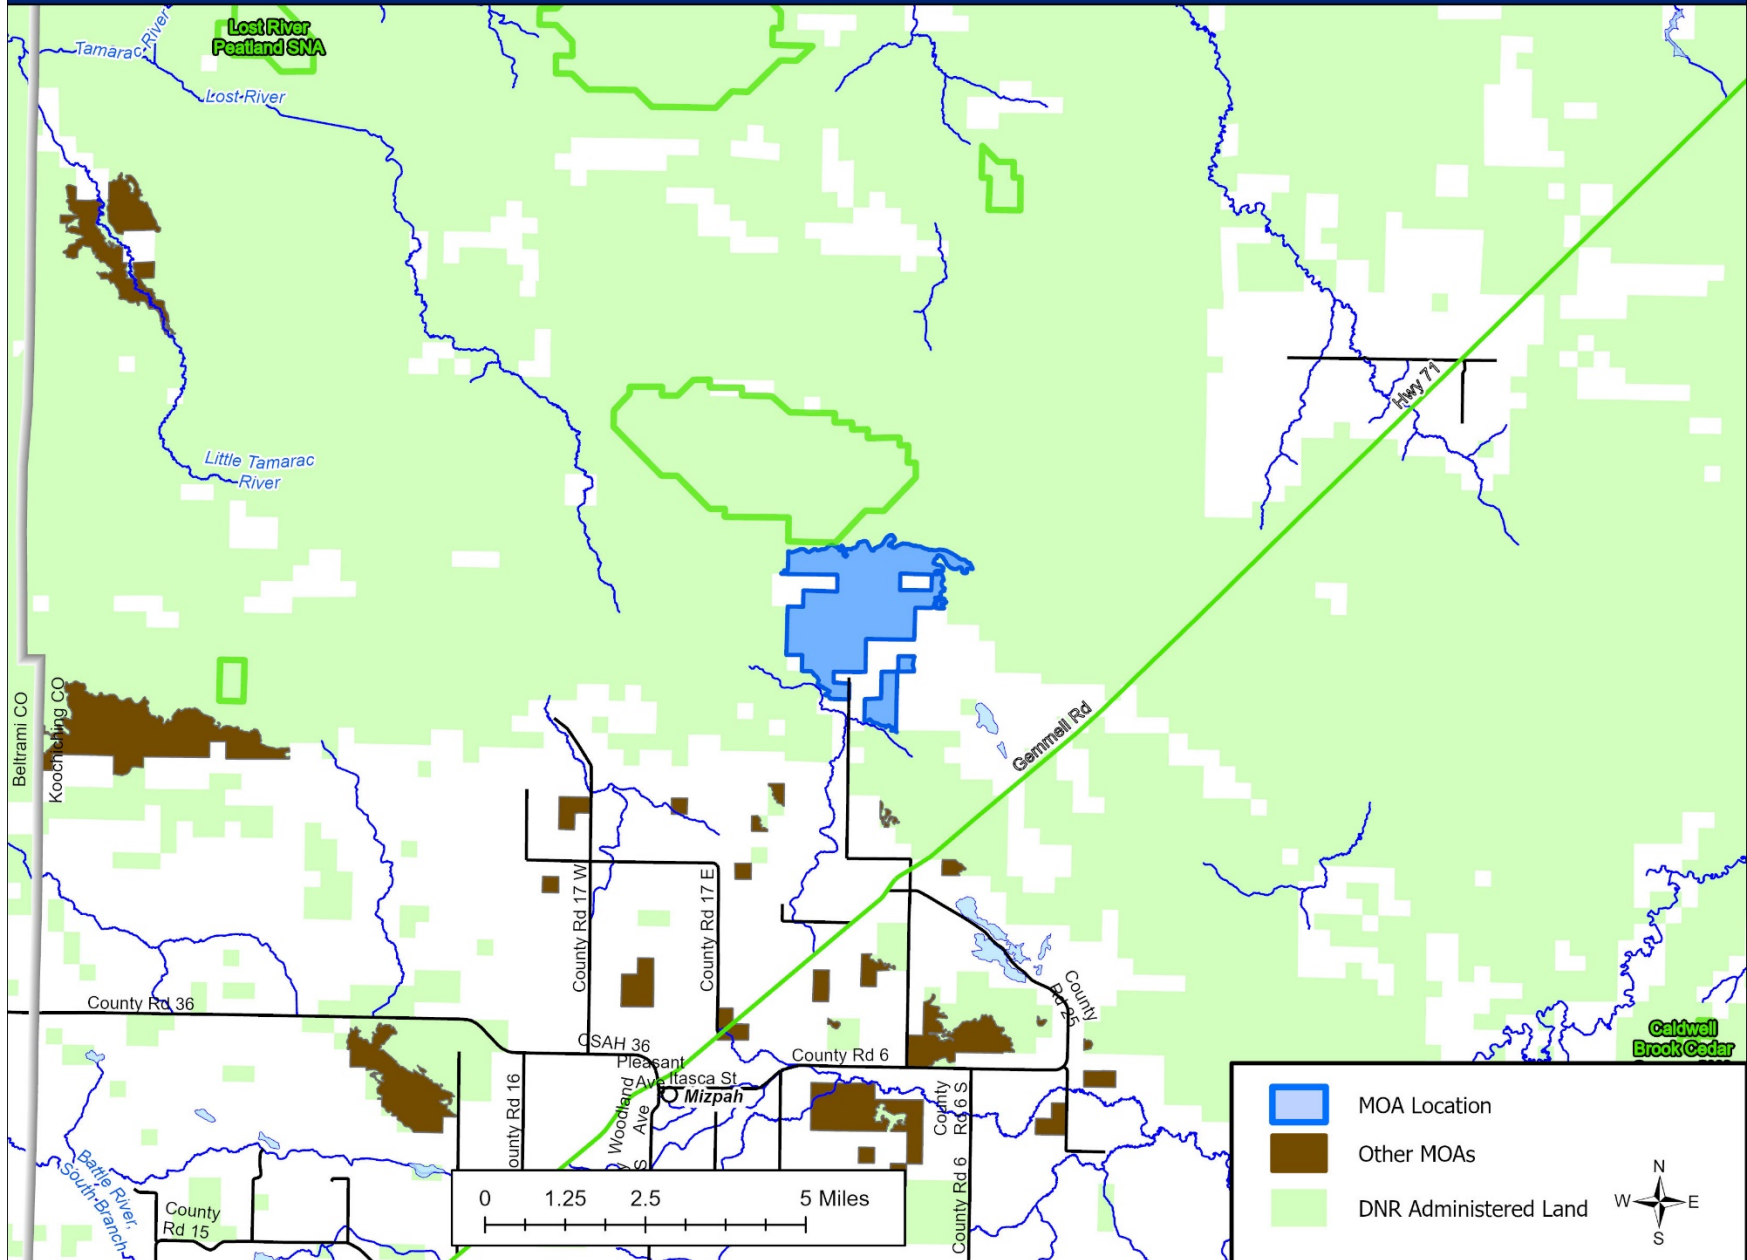 Lost River
Peatland SNA
Tamarac River
Lost River
Hwy 71
Little Tamarac
River
Beltrami CO
Koochiching CO
Gemmell Rd
County Rd 17 W
County Rd 17 E
County Rd 36
CSAH 36
Pleasant
Ave
Itasca St
Mizpah
County Rd 6
County
Rd 25
Caldwell
Brook Cedar
ounty Rd 16
y Woodland
Ave
S
County
Rd 6 S
County Rd 6
Battle River,
South Branch
County
Rd 15
0 1.25 2.5 5 Miles
MOA Location
Other MOAs
DNR Administered Land
N
W E
S